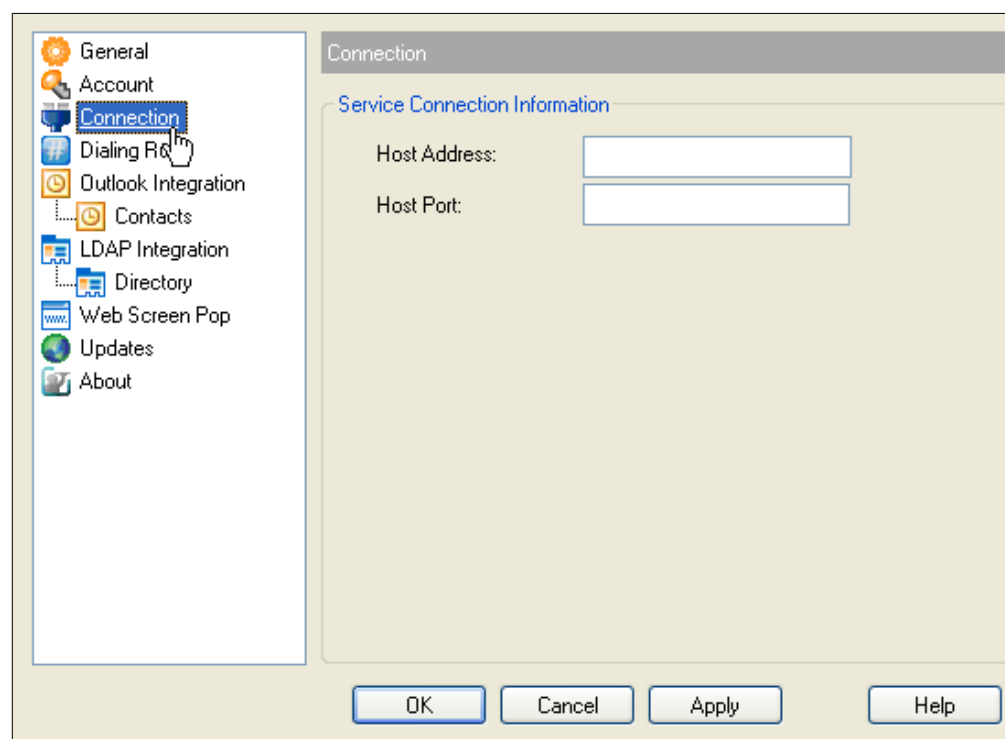 General
Account
Connection
Dialing
Outlook Integration
Contacts
LDAP Integration
Directory
Web Screen Pop
Updates
About
Connection
Service Connection Information
Host Address:
Host Port:
OK
Cancel
Apply
Help